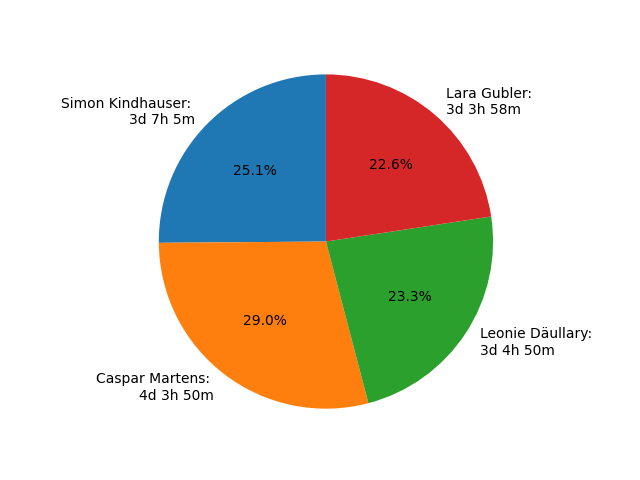 Lara Gubler:
3d 3h 58m
Simon Kindhauser:
3d 7h 5m
22.6%
25.1%
23.3%
29.0%
Leonie Däullary:
3d 4h 50m
Caspar Martens:
4d 3h 50m